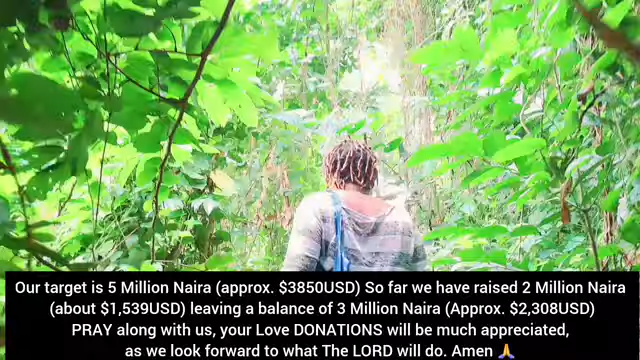 Our target is 5 Million Naira (approx. $3850USD) So far we have raised 2 Million Naira
(about $1,539USD) leaving a balance of 3 Million Naira (Approx. $2,308USD)
PRAY along with us, your Love DONATIONS will be much appreciated,
as we look forward to what The LORD will do. Amen 🙏